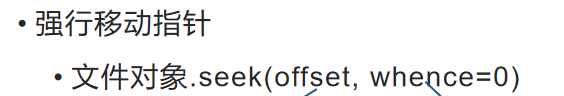 • 强行移动指针
• 文件对象.seek(offset, whence=0)